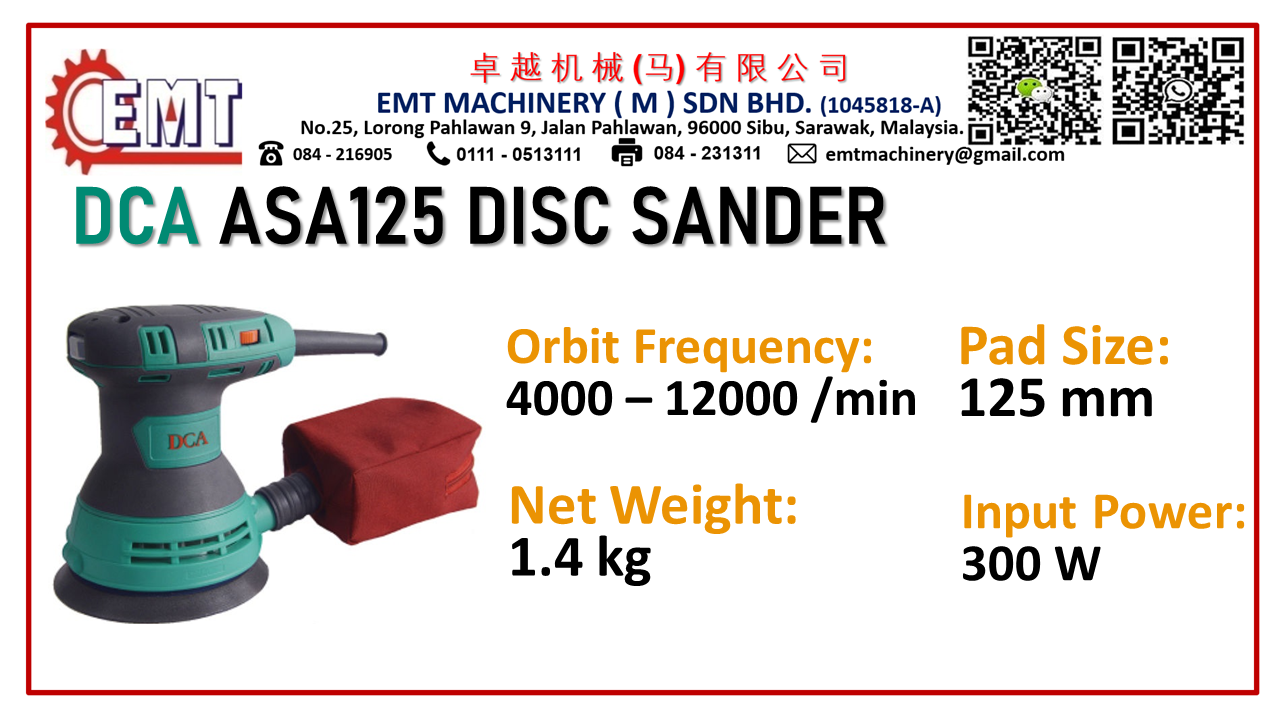 EMT
卓越机械(马)有限公司
EMT MACHINERY ( M ) SDN BHD. (1045818-A)
No.25, Lorong Pahlawan 9, Jalan Pahlawan, 96000 Sibu, Sarawak, Malaysia.
084 - 216905 0111 - 0513111 084 - 231311 emtmachinery@gmail.com
DCA ASA125 DISC SANDER
DCA
Orbit Frequency:
4000 – 12000 /min
Pad Size:
125 mm
Net Weight:
1.4 kg
Input Power:
300 W